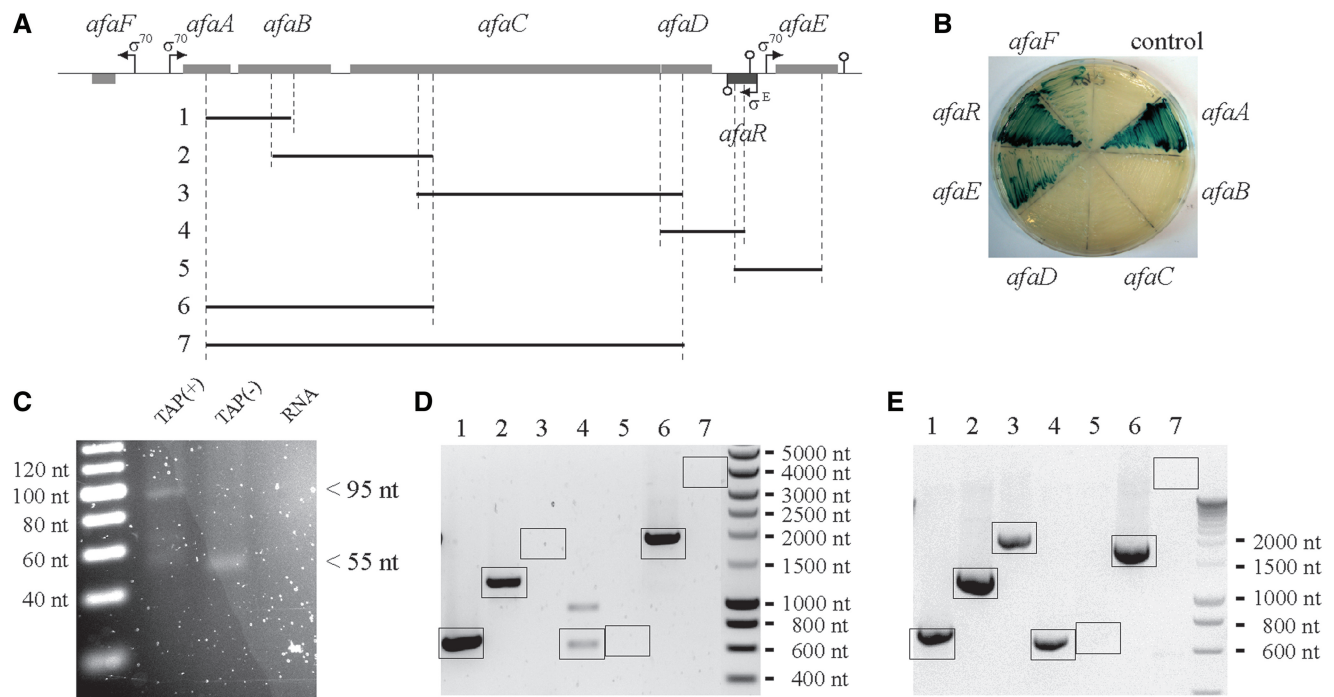 A
afaF
afaA
afaB
afaC
afaD
afaE
σ70
σ70
σ70
σE
afaR
1
2
3
4
5
6
7
B
afaF
control
afaR
afaA
afaE
afaB
afaD
afaC
C
TAP(+)
TAP(-)
RNA
120 nt
100 nt
80 nt
60 nt
40 nt
< 95 nt
< 55 nt
D
1 2 3 4 5 6 7
5000 nt
4000 nt
3000 nt
2500 nt
2000 nt
1500 nt
1000 nt
800 nt
600 nt
400 nt
E
1 2 3 4 5 6 7
2000 nt
1500 nt
1000 nt
800 nt
600 nt